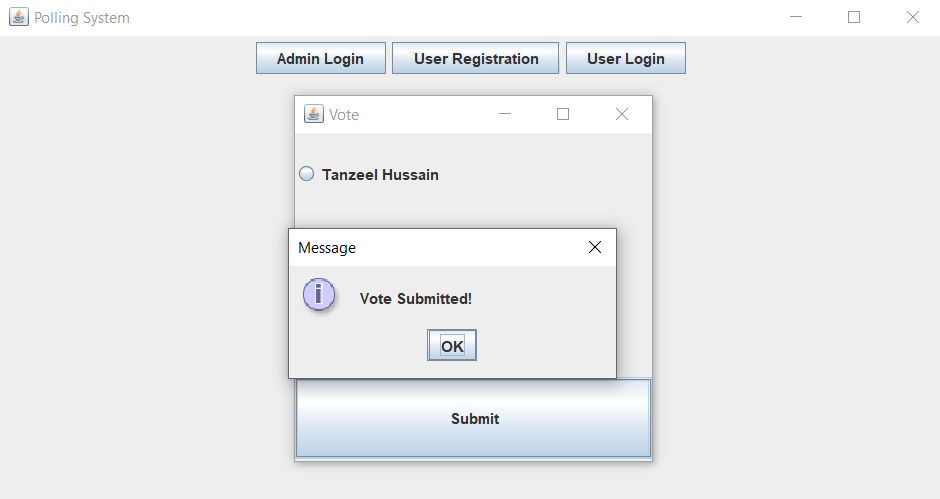 Polling System
Admin Login User Registration User Login
Vote
Tanzeel Hussain
Message
Vote Submitted!
OK
Submit